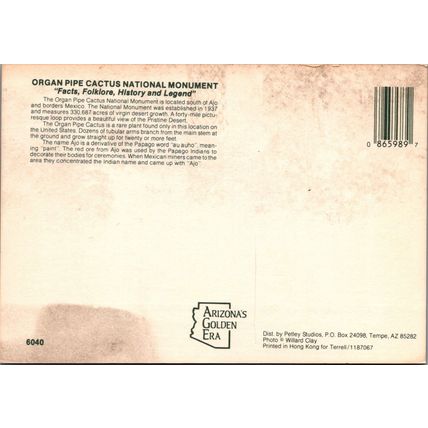 ORGAN PIPE CACTUS NATIONAL MONUMENT
"Facts, Folklore, History and Legend"
The Organ Pipe Cactus National Monument is located south of Ajo
and borders Mexico. The National Monument was established in 1937
and measures 330,687 acres of virgin desert growth. A forty-mile pictu-
resque loop provides a beautiful view of the Pristine Desert.
The Organ Pipe Cactus is a rare plant found only in this location on
the United States. Dozens of tubular arms branch from the main stem at
the ground and grow straight up for twenty or more feet.
The name Ajo is a derivative of the Papago word "au auho", mean-
ing "paint". The red ore from Ajo was used by the Papago Indians to
decorate their bodies for ceremonies. When Mexican miners came to the
area they concentrated the Indian name and came up with "Ajo"
0 865989 7
ARIZONA'S
GOLDEN
ERA
6040
Dist. by Petley Studios, P.O. Box 24098, Tempe, AZ 85282
Photo © Willard Clay
Printed in Hong Kong for Terrell/1187067